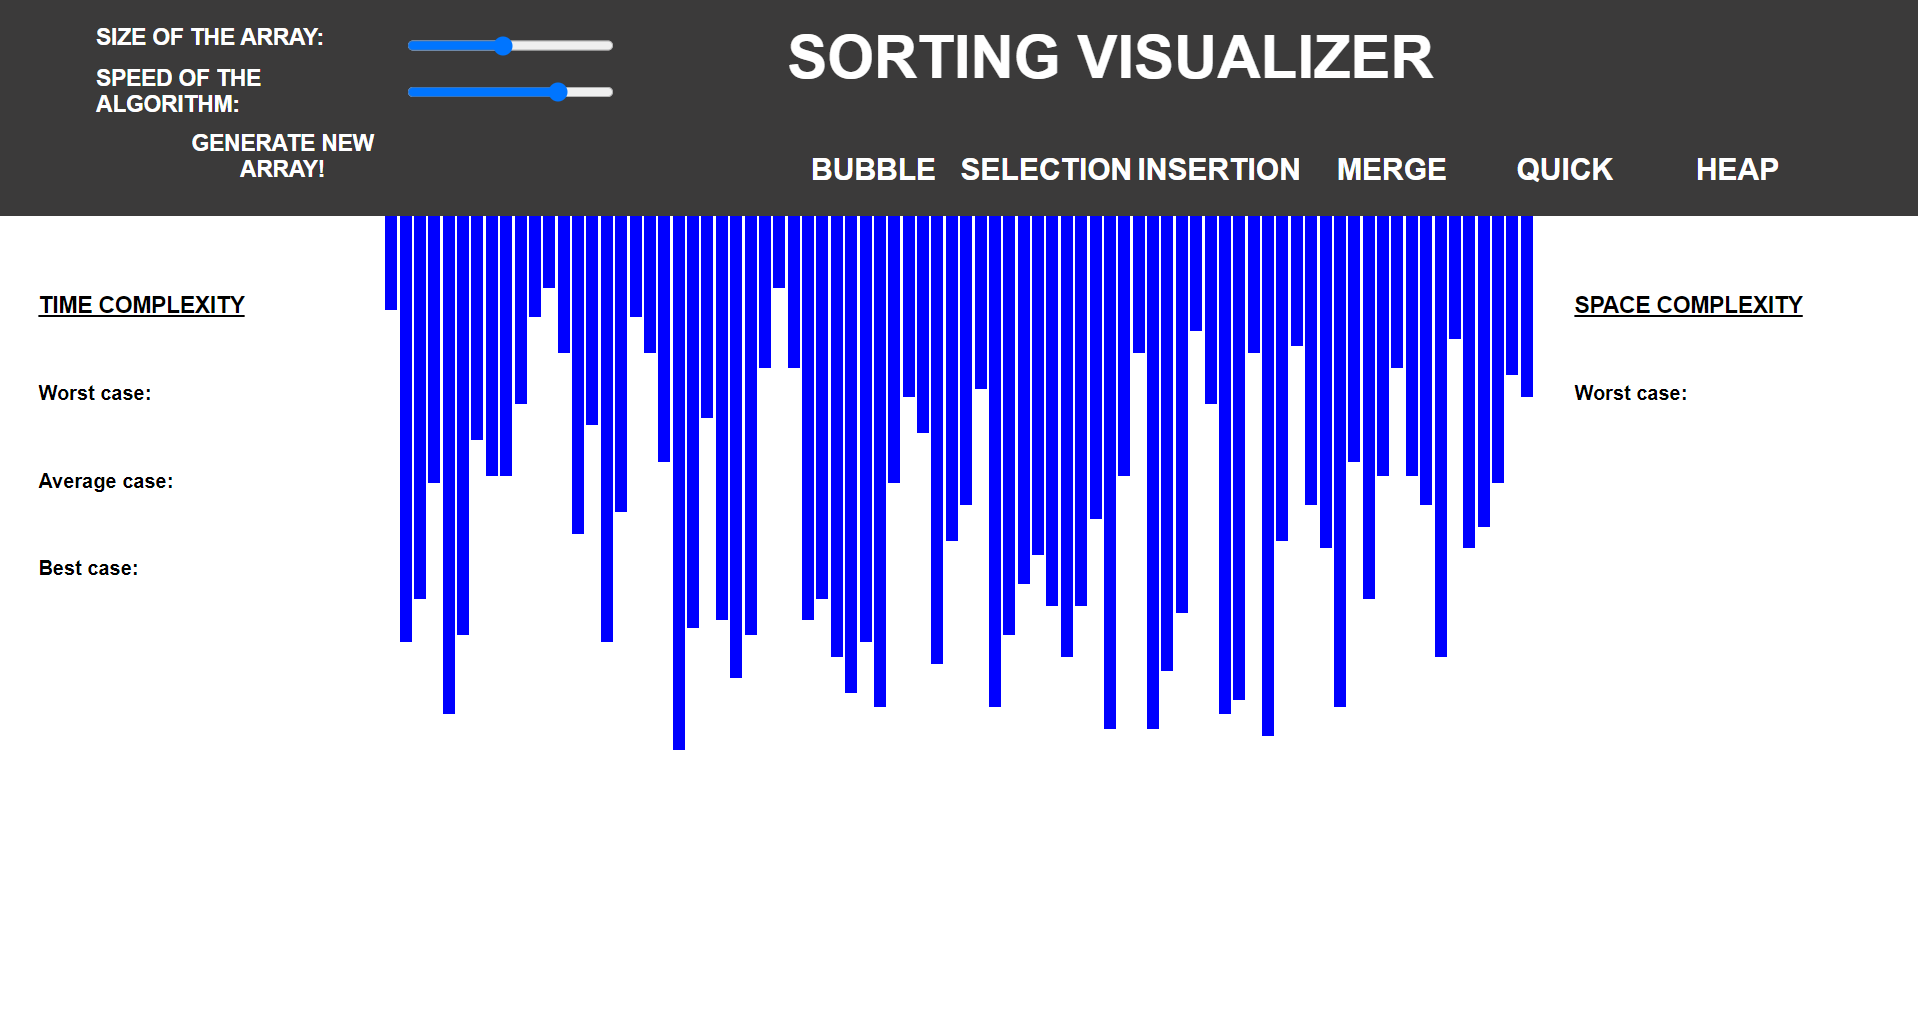 SIZE OF THE ARRAY:
SPEED OF THE
ALGORITHM:
GENERATE NEW
ARRAY!
SORTING VISUALIZER
BUBBLE SELECTION INSERTION MERGE QUICK HEAP
TIME COMPLEXITY
Worst case:
Average case:
Best case:
SPACE COMPLEXITY
Worst case: